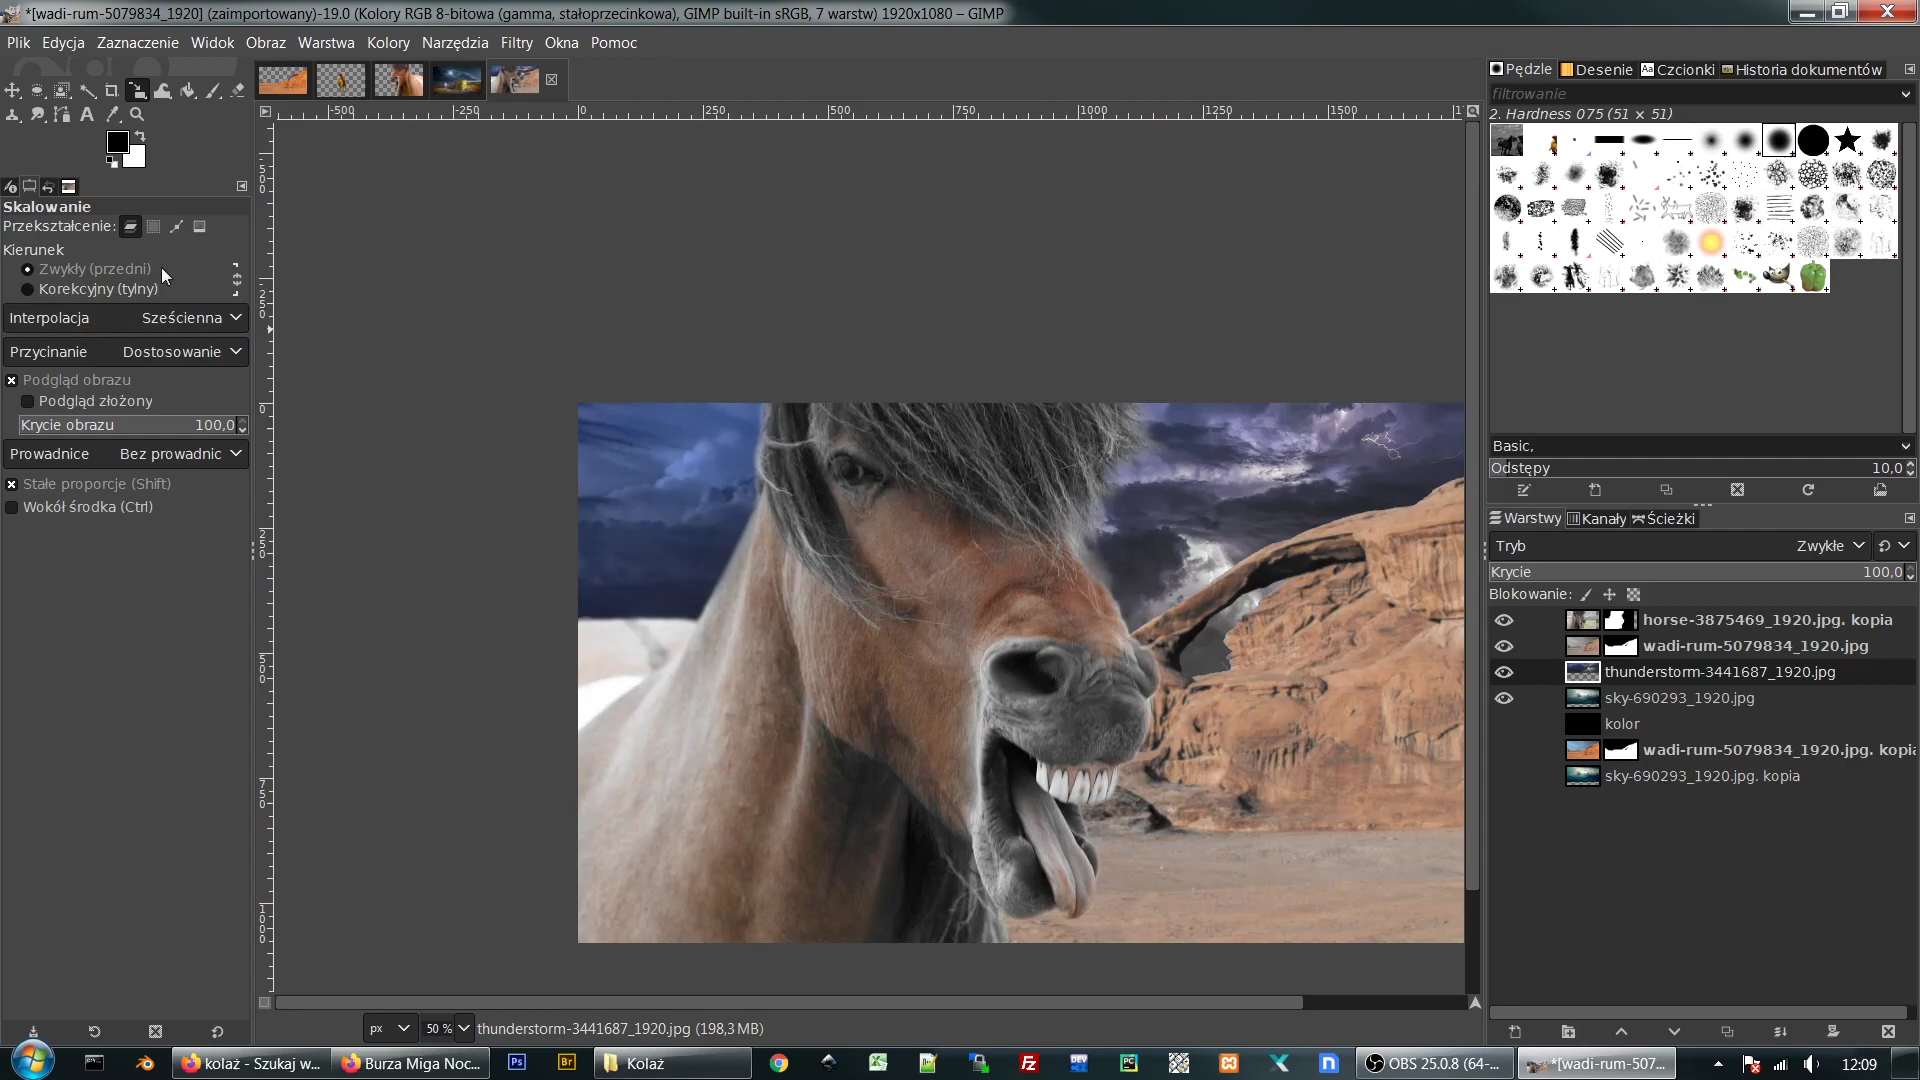 *[wadi-rum-5079834_1920] (zaimportowany)-19.0 (Kolory RGB 8-bitowa (gamma, stałoprzecinkowa), GIMP built-in sRGB, 7 warstw) 1920x1080 – GIMP
Plik Edycja Zaznaczenie Widok Obraz Warstwa Kolory Narzędzia Filtry Okna Pomoc
Pędzle Desenie Czcionki Historia dokumentów
filtrowanie
-500 -250 0 250 500 750 1000 1250 1500
2. Hardness 075 (51 × 51)
Skalowanie
Przekształcenie:
Kierunek
Zwykły (przedni)
Korekcyjny (tylny)
Interpolacja Sześcienna
Przycinanie Dostosowanie
Podgląd obrazu
Podgląd złożony
Krycie obrazu 100,0
Prowadnice Bez prowadnic
Stałe proporcje (Shift)
Wokół środka (Ctrl)
Basic,
Odstępy 10,0
Warstwy Kanały Ścieżki
Tryb Zwykłe
Krycie 100,0
Blokowanie:
horse-3875469_1920.jpg. kopia
wadi-rum-5079834_1920.jpg
thunderstorm-3441687_1920.jpg
sky-690293_1920.jpg
kolor
wadi-rum-5079834_1920.jpg. kopi
sky-690293_1920.jpg. kopia
px 50 % thunderstorm-3441687_1920.jpg (198,3 MB)
kolaż - Szukaj w... Burza Miga Noc... Ps Br Kolaż OBS 25.0.8 (64-... *[wadi-rum-507... 12:09